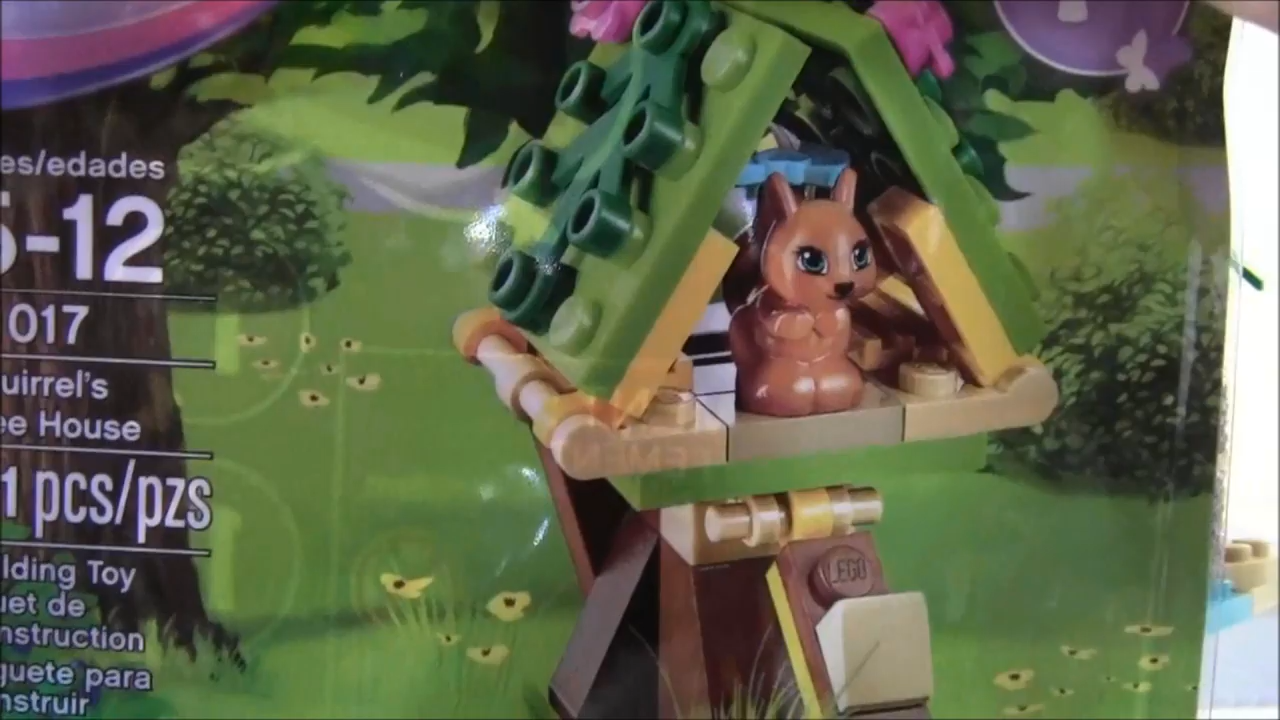 es/edades
5-12
017
uirrel's
ee House
1 pcs/pzs
lding Toy
uet de
nstruction
guete para
nstruir
LEGO